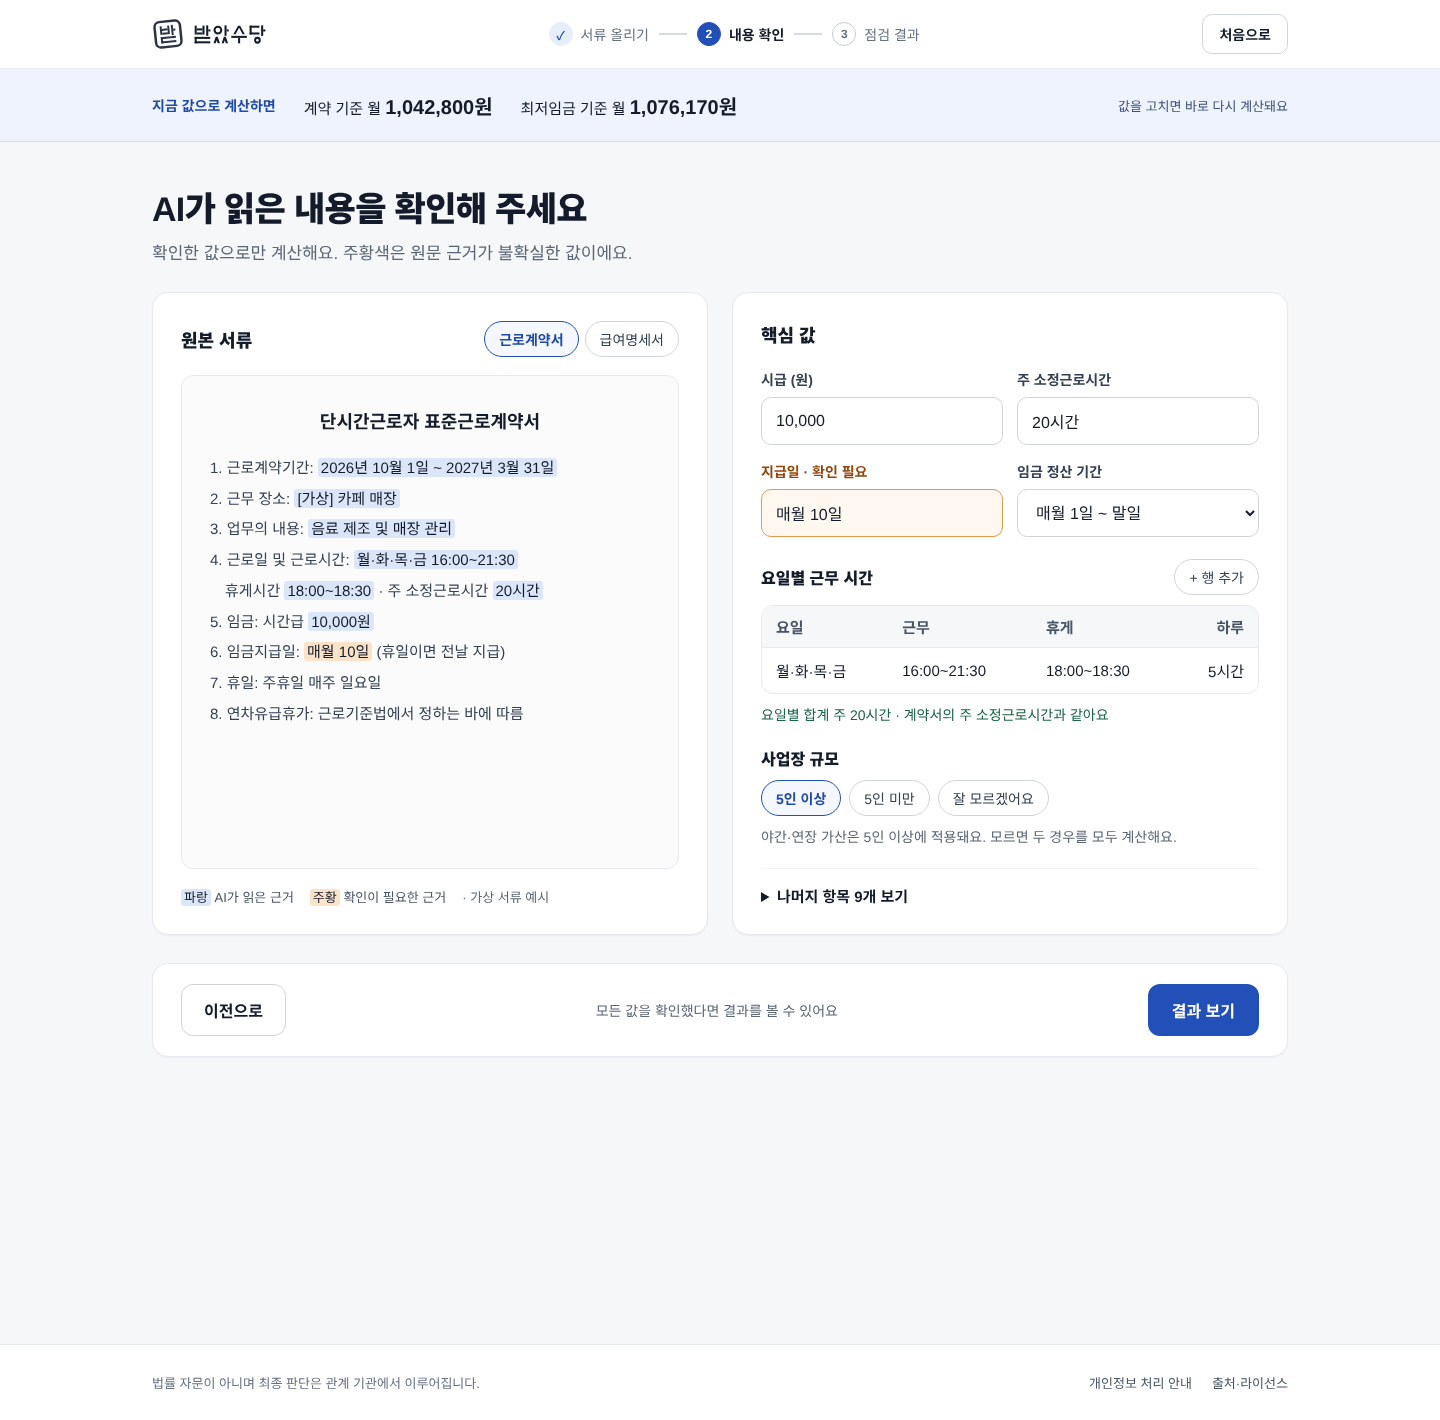 받 받았수당
✓ 서류 올리기 2 내용 확인 3 점검 결과
처음으로
지금 값으로 계산하면 계약 기준 월 1,042,800원 최저임금 기준 월 1,076,170원 값을 고치면 바로 다시 계산돼요
AI가 읽은 내용을 확인해 주세요
확인한 값으로만 계산해요. 주황색은 원문 근거가 불확실한 값이에요.
원본 서류 근로계약서 급여명세서
단시간근로자 표준근로계약서
1. 근로계약기간: 2026년 10월 1일 ~ 2027년 3월 31일
2. 근무 장소: [가상] 카페 매장
3. 업무의 내용: 음료 제조 및 매장 관리
4. 근로일 및 근로시간: 월·화·목·금 16:00~21:30
휴게시간 18:00~18:30 · 주 소정근로시간 20시간
5. 임금: 시간급 10,000원
6. 임금지급일: 매월 10일 (휴일이면 전날 지급)
7. 휴일: 주휴일 매주 일요일
8. 연차유급휴가: 근로기준법에서 정하는 바에 따름
파랑 AI가 읽은 근거 주황 확인이 필요한 근거 · 가상 서류 예시
핵심 값
시급 (원) 주 소정근로시간
10,000 20시간
지급일 · 확인 필요 임금 정산 기간
매월 10일 매월 1일 ~ 말일
요일별 근무 시간 + 행 추가
요일 근무 휴게 하루
월·화·목·금 16:00~21:30 18:00~18:30 5시간
요일별 합계 주 20시간 · 계약서의 주 소정근로시간과 같아요
사업장 규모
5인 이상 5인 미만 잘 모르겠어요
야간·연장 가산은 5인 이상에 적용돼요. 모르면 두 경우를 모두 계산해요.
▶ 나머지 항목 9개 보기
이전으로 모든 값을 확인했다면 결과를 볼 수 있어요 결과 보기
법률 자문이 아니며 최종 판단은 관계 기관에서 이루어집니다. 개인정보 처리 안내 출처·라이선스